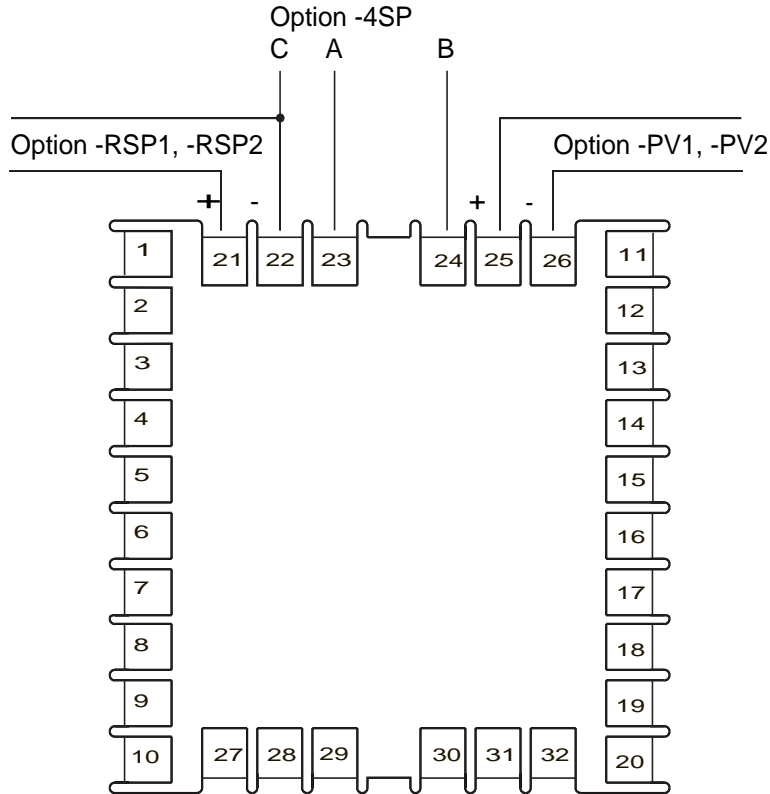 Option -4SP
C A B
Option -RSP1, -RSP2 Option -PV1, -PV2
+ - + -
21 22 23 24 25 26
1 11
2 12
3 13
4 14
5 15
6 16
7 17
8 18
9 19
10 20
27 28 29 30 31 32